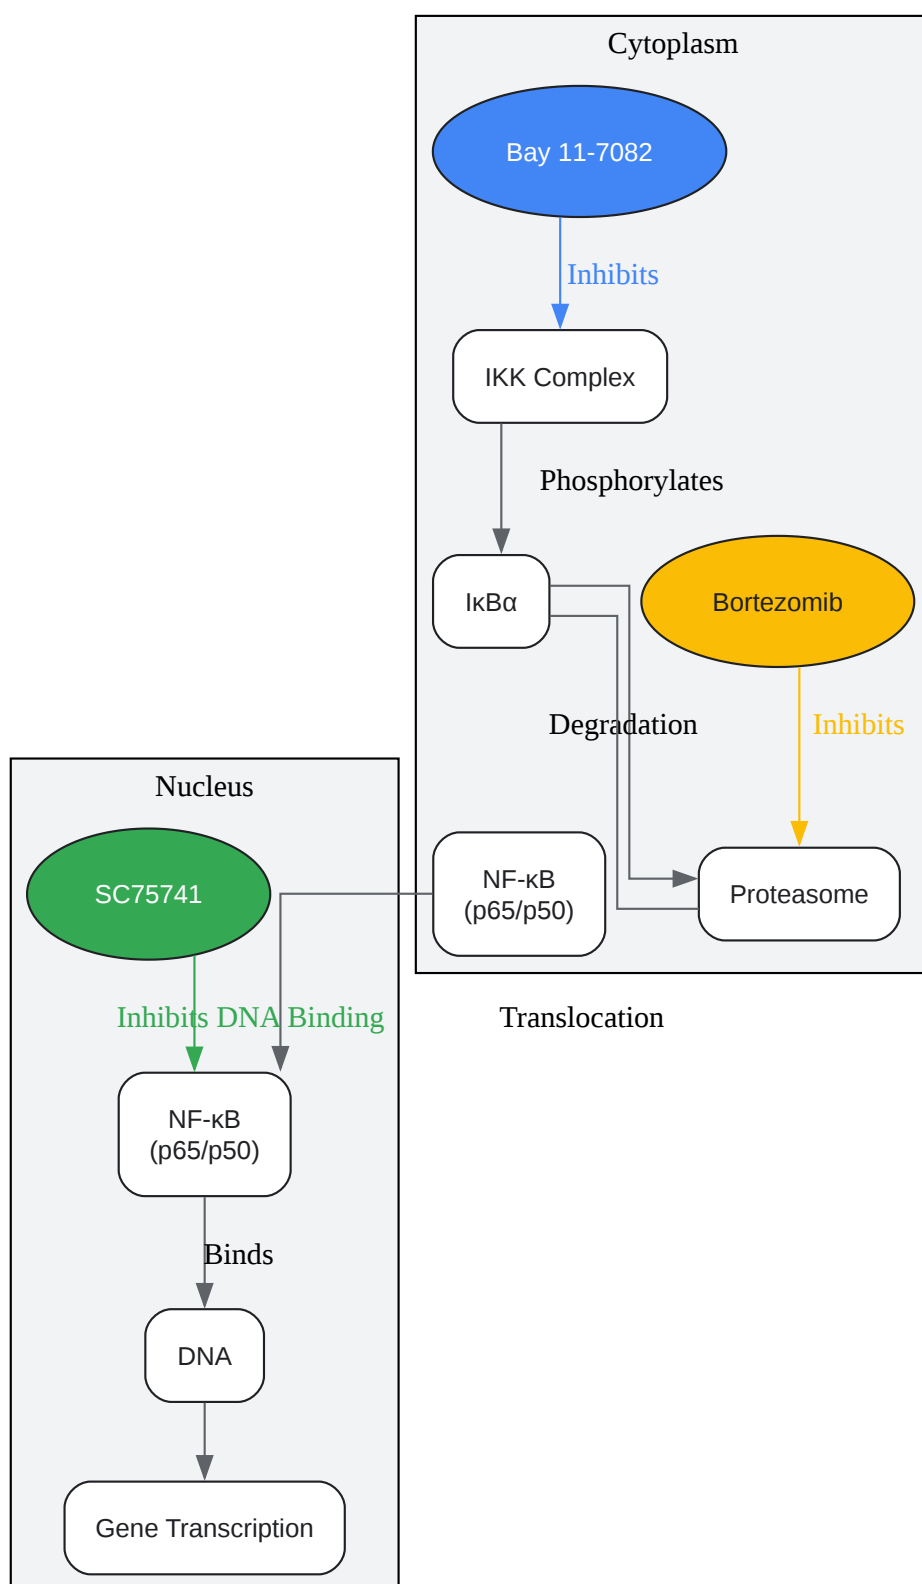 Cytoplasm
Bay 11-7082
Inhibits
IKK Complex
Phosphorylates
IκBα
Bortezomib
Degradation
Inhibits
NF-κB
(p65/p50)
Proteasome
Translocation
Nucleus
SC75741
Inhibits DNA Binding
NF-κB
(p65/p50)
Binds
DNA
Gene Transcription